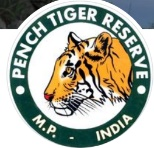 PENCH TIGER RESERVE
M.P. - INDIA